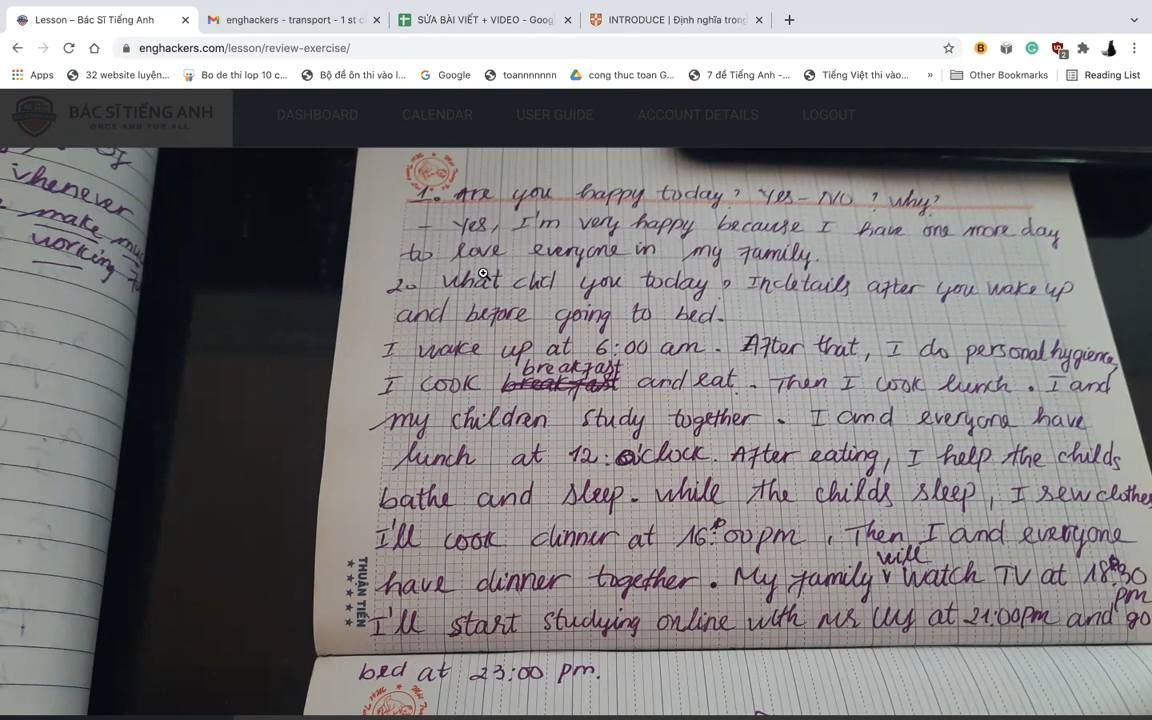 Lesson – Bác Sĩ Tiếng Anh
enghackers - transport - 1 st c
SỬA BÀI VIẾT + VIDEO - Goog
INTRODUCE | Định nghĩa trong
enghackers.com/lesson/review-exercise/
2
Apps
32 website luyện...
Bo de thi lop 10 c...
Bộ đề ôn thi vào l...
Google
toannnnnnn
cong thuc toan G...
7 đề Tiếng Anh -...
Tiếng Việt thi vào...
»
Other Bookmarks
Reading List
BÁC SĨ TIẾNG ANH
ONCE AND FOR ALL
DASHBOARD
CALENDAR
USER GUIDE
ACCOUNT DETAILS
LOGOUT
whenever
make
working
1. Are you happy today? Yes - NO? Why?
- Yes, I'm very happy because I have one more day
to love everyone in my family.
2. What did you today? In details after you wake up
and before going to bed.
I wake up at 6:00 am. After that, I do personal hygiene,
I cook breakfast and eat. Then I cook lunch. I and
my children study together. I and everyone have
lunch at 12: o'clock. After eating, I help the childs
bathe and sleep. While the childs sleep, I sew clothes
I'll cook dinner at 16:00pm, Then I and everyone
have dinner together. My family will watch TV at 18:30 pm
I'll start studying online with Mr Uy at 21:00pm and go
bed at 23:00 pm.
THUẬN TIẾN